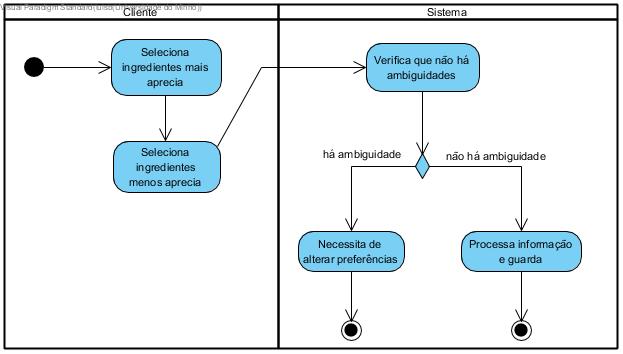 Visual Paradigm Standard(luiso(Universidade do Minho))
Cliente
Sistema
Seleciona
ingredientes mais
aprecia
Verifica que não há
ambiguidades
Seleciona
ingredientes
menos aprecia
há ambiguidade
não há ambiguidade
Necessita de
alterar preferências
Processa informação
e guarda